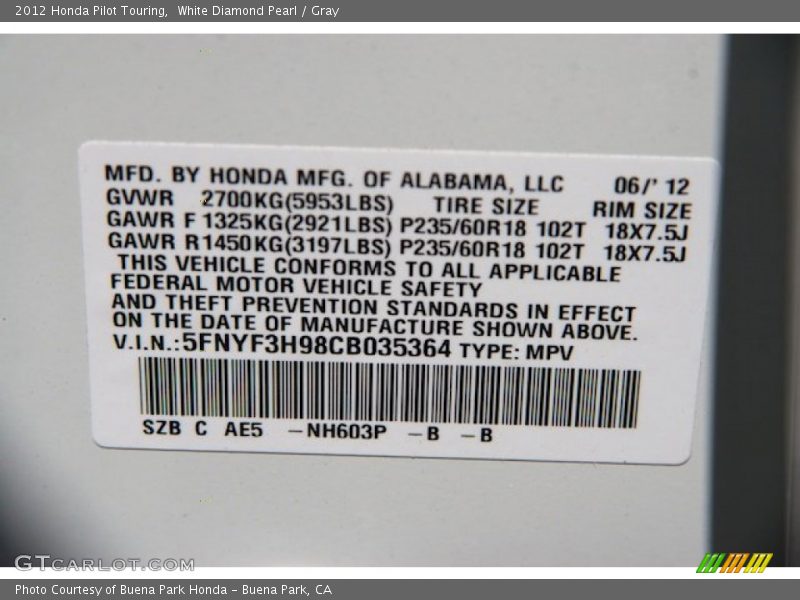 2012 Honda Pilot Touring,  White Diamond Pearl / Gray
MFD. BY HONDA MFG. OF ALABAMA, LLC 06/' 12
GVWR 2700KG(5953LBS) TIRE SIZE RIM SIZE
GAWR F 1325KG(2921LBS) P235/60R18 102T 18X7.5J
GAWR R 1450KG(3197LBS) P235/60R18 102T 18X7.5J
THIS VEHICLE CONFORMS TO ALL APPLICABLE
FEDERAL MOTOR VEHICLE SAFETY
AND THEFT PREVENTION STANDARDS IN EFFECT
ON THE DATE OF MANUFACTURE SHOWN ABOVE.
V.I.N.:5FNYF3H98CB035364 TYPE: MPV
SZB C AE5 –NH603P –B –B
GTCARLOT.COM
Photo Courtesy of Buena Park Honda – Buena Park, CA